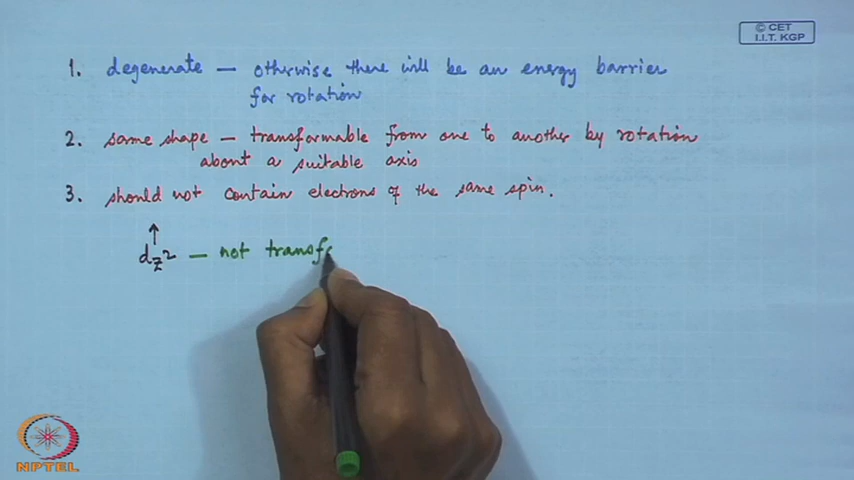 © CET
I.I.T. KGP
1. degenerate — otherwise there will be an energy barrier
for rotation
2. same shape — transformable from one to another by rotation
about a suitable axis
3. should not contain electrons of the same spin.
↑
dz2 — not transf
NPTEL